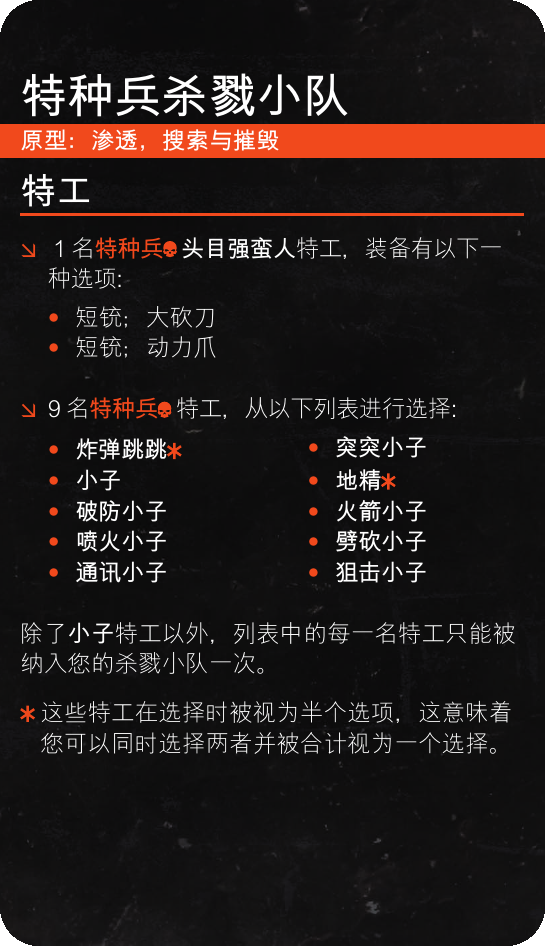 特种兵杀戮小队
原型：渗透，搜索与摧毁
特工
1 名特种兵头目强蛮人特工，装备有以下一
种选项:
短铳；大砍刀
短铳；动力爪
9 名特种兵特工，从以下列表进行选择:
炸弹跳跳*
小子
破防小子
喷火小子
通讯小子
突突小子
地精*
火箭小子
劈砍小子
狙击小子
除了小子特工以外，列表中的每一名特工只能被
纳入您的杀戮小队一次。
*这些特工在选择时被视为半个选项，这意味着
您可以同时选择两者并被合计视为一个选择。